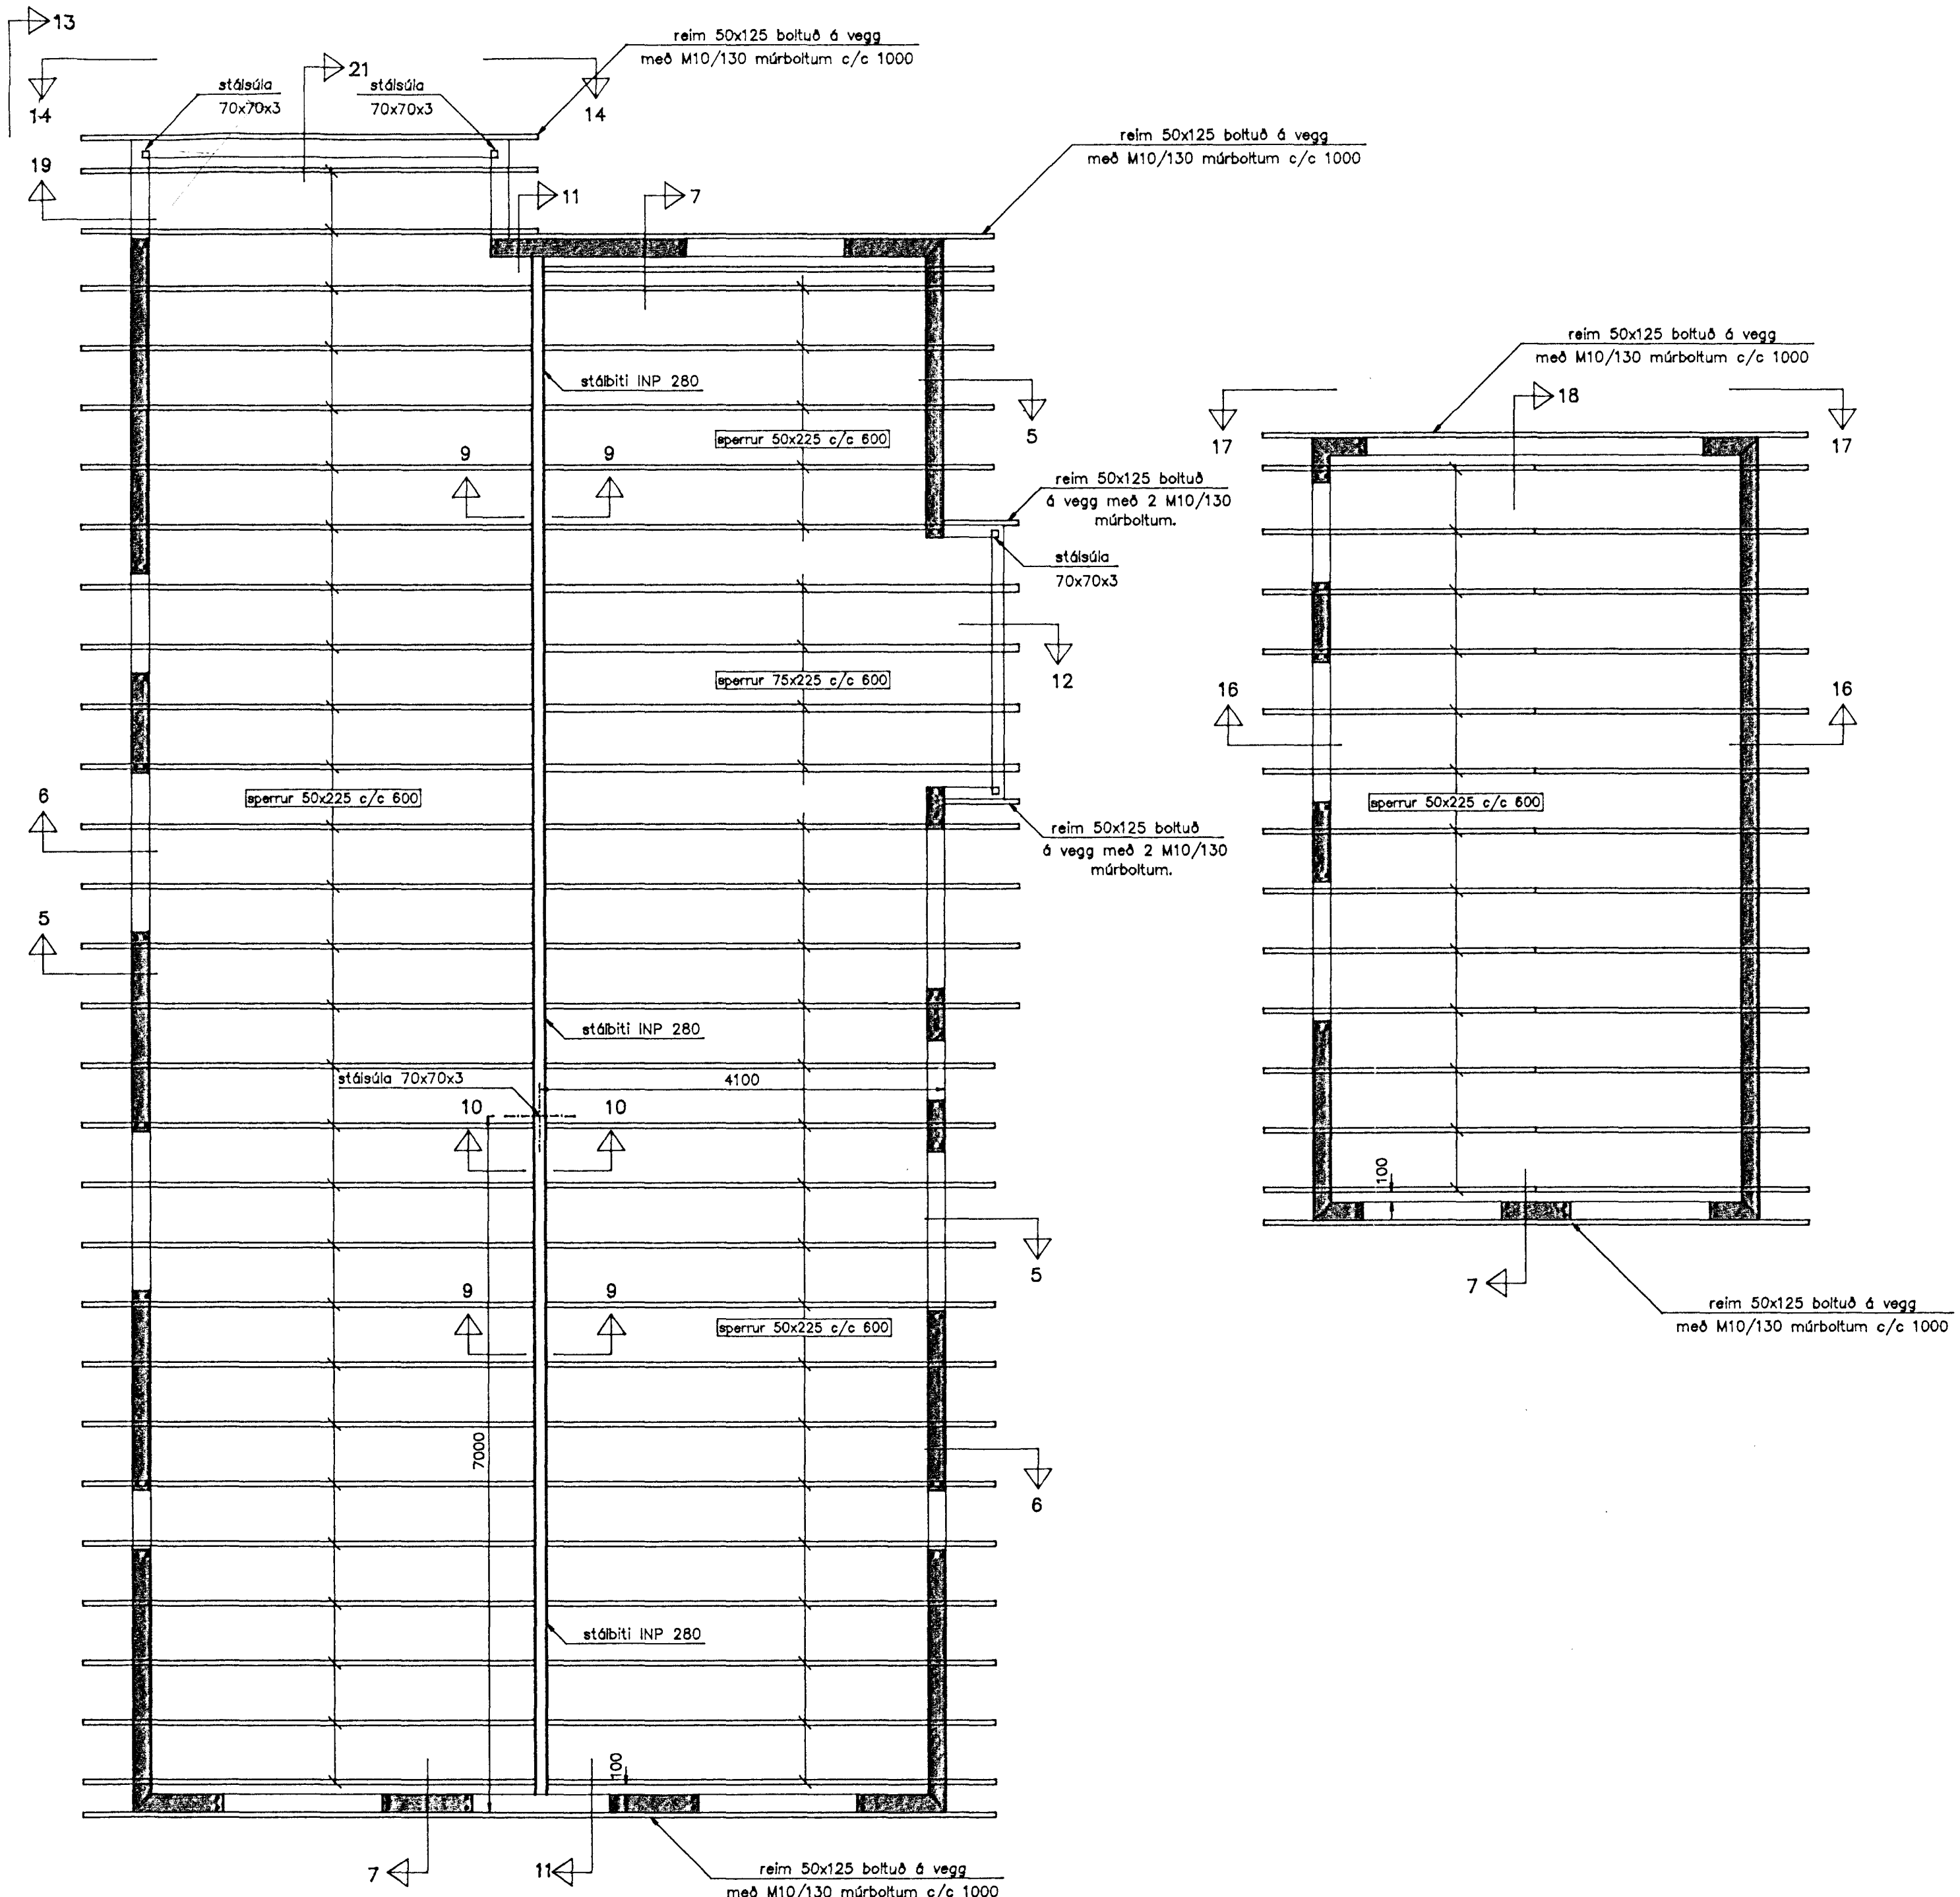 13
reim 50x125 boltuð á vegg
með M10/130 múrboltum c/c 1000
21
stálsúla
70x70x3
stálsúla
70x70x3
14
14
reim 50x125 boltuð á vegg
með M10/130 múrboltum c/c 1000
19
11
7
stálbiti INP 280
5
sperrur 50x225 c/c 600
9
9
reim 50x125 boltuð
á vegg með 2 M10/130
múrboltum.
stálsúla
70x70x3
12
sperrur 75x225 c/c 600
6
sperrur 50x225 c/c 600
reim 50x125 boltuð
á vegg með 2 M10/130
múrboltum.
5
stálbiti INP 280
stálsúla 70x70x3
4100
10
10
5
9
9
sperrur 50x225 c/c 600
7000
6
stálbiti INP 280
100
7
11
reim 50x125 boltuð á vegg
með M10/130 múrboltum c/c 1000
reim 50x125 boltuð á vegg
með M10/130 múrboltum c/c 1000
18
17
17
16
16
sperrur 50x225 c/c 600
100
7
reim 50x125 boltuð á vegg
með M10/130 múrboltum c/c 1000